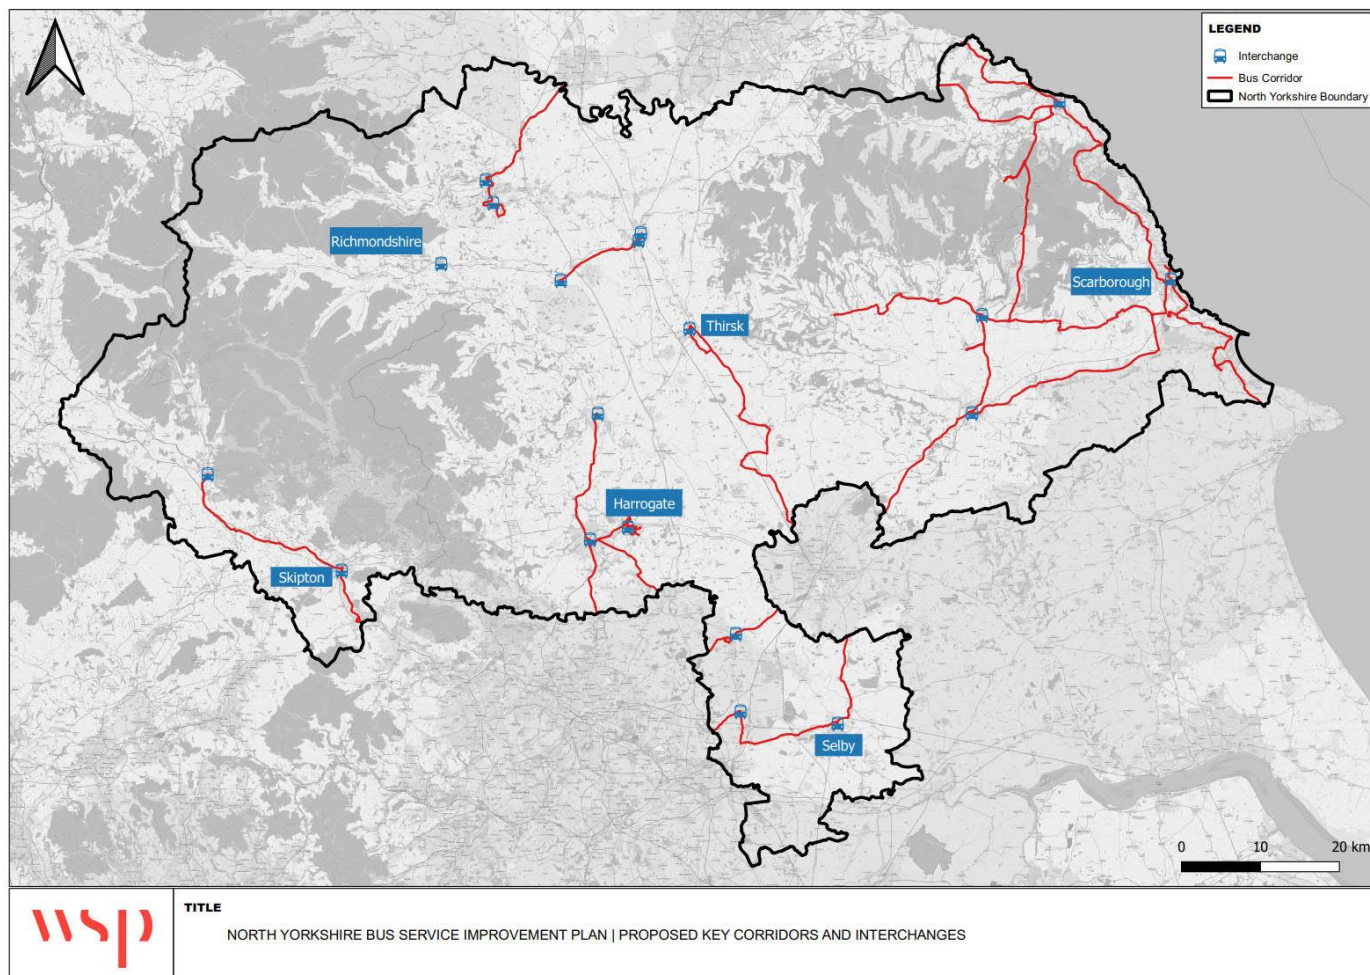 LEGEND
Interchange
Bus Corridor
North Yorkshire Boundary
Richmondshire
Scarborough
Thirsk
Harrogate
Skipton
Selby
0 10 20 km
wsp
TITLE
NORTH YORKSHIRE BUS SERVICE IMPROVEMENT PLAN | PROPOSED KEY CORRIDORS AND INTERCHANGES